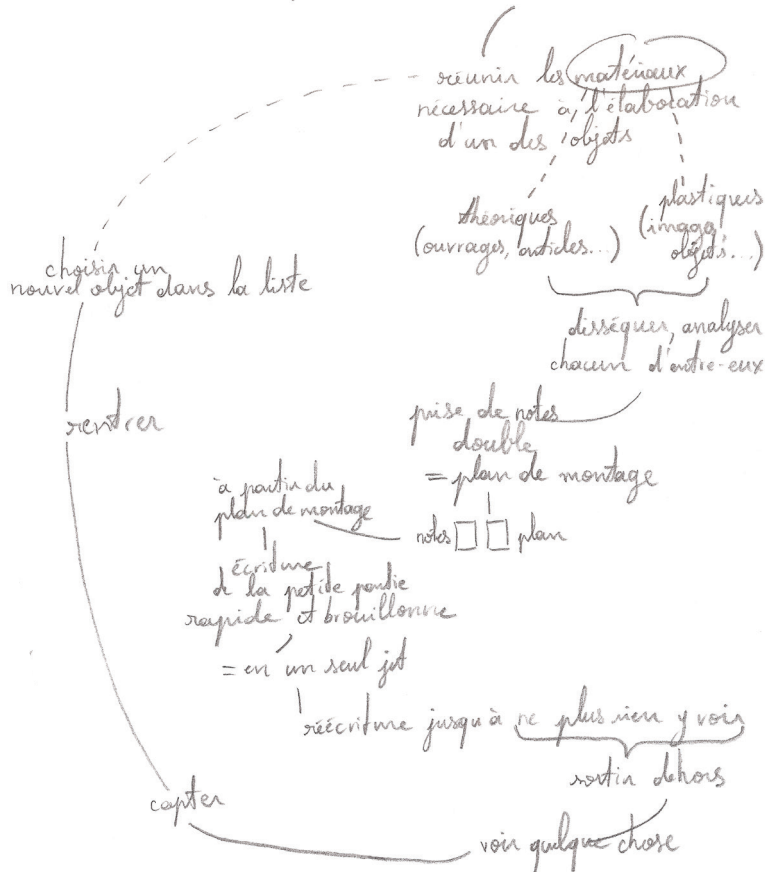 réunir les matériaux
nécessaire à l'élaboration
d'un des objets
théoriques
(ouvrages, articles...)
plastiques
(image,
objets...)
disséquer, analyser
chacun d'entre-eux
prise de notes
double
= plan de montage
notes
plan
à partir du
plan de montage
écriture
de la petite partie
rapide et brouillonne
= en un seul jet
réécriture jusqu'à ne plus rien y voir
sortir dehors
voir quelque chose
capter
rentrer
choisir un
nouvel objet dans la liste